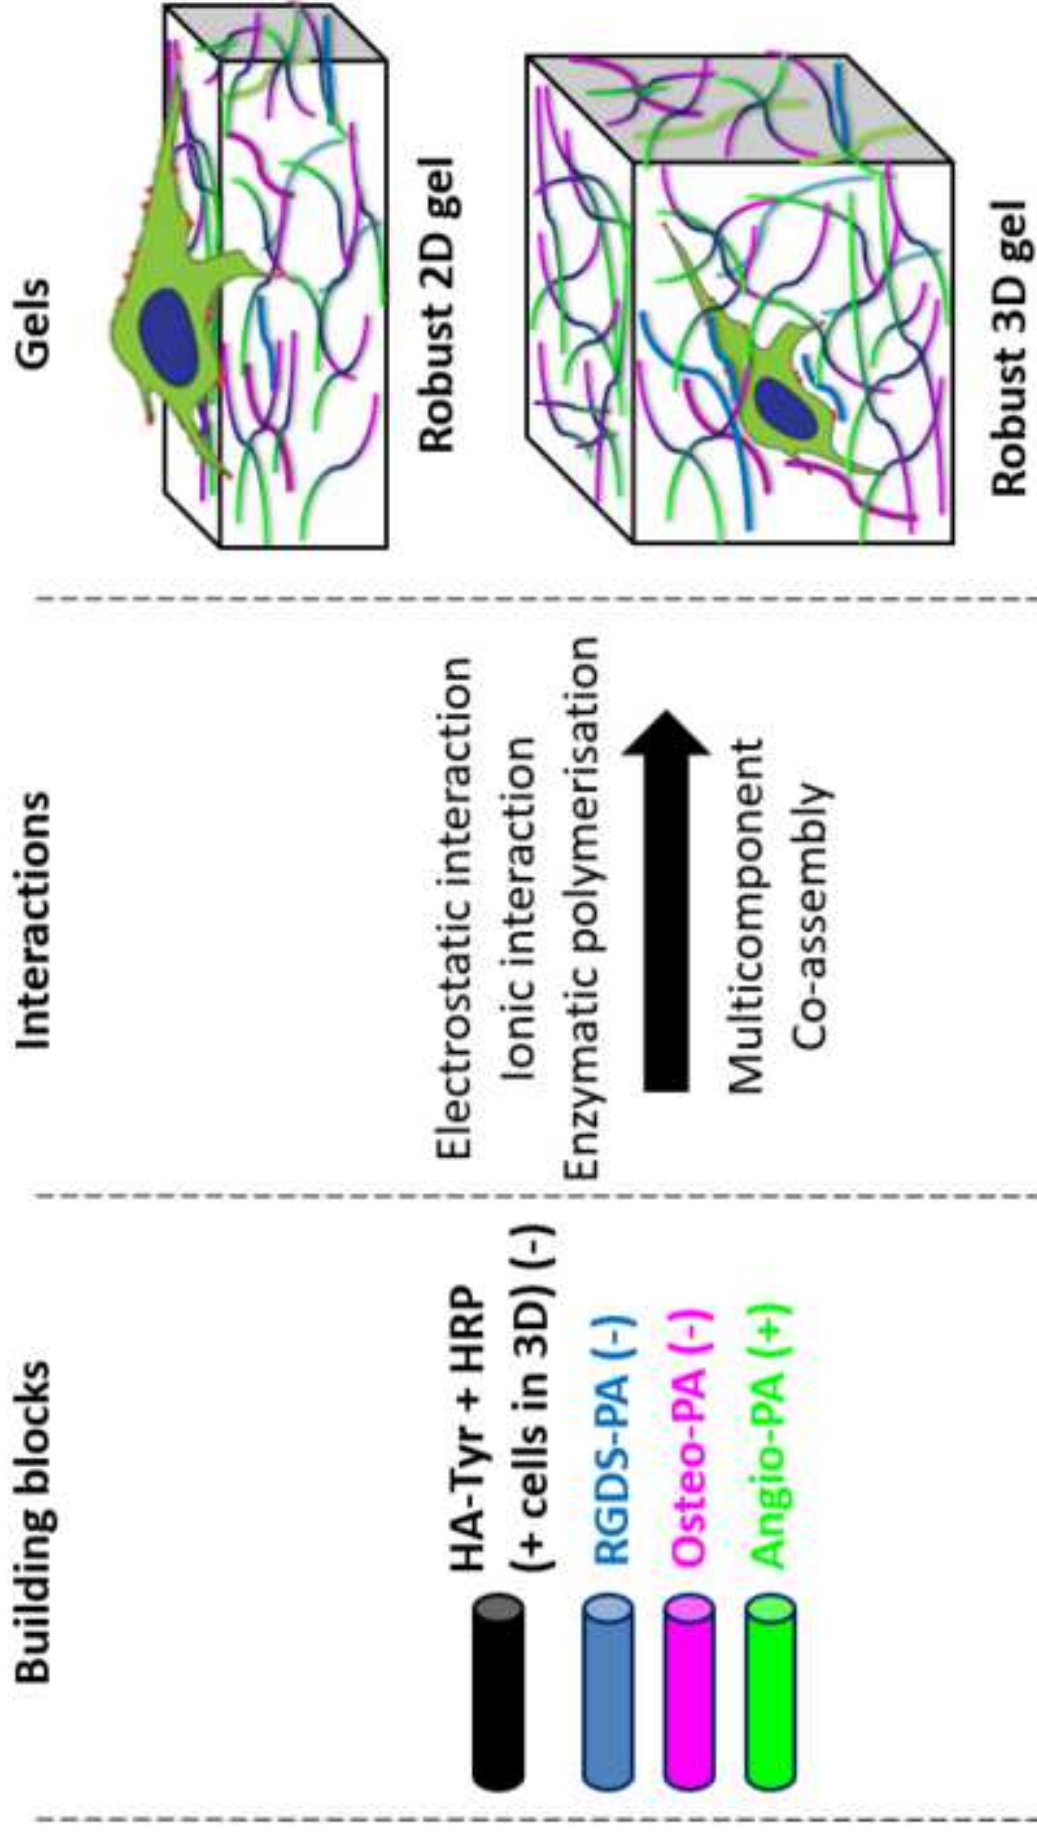 Building blocks
HA-Tyr + HRP
(+ cells in 3D) (-)
RGDS-PA (-)
Osteo-PA (-)
Angio-PA (+)
Interactions
Electrostatic interaction
Ionic interaction
Enzymatic polymerisation
Multicomponent
Co-assembly
Gels
Robust 2D gel
Robust 3D gel